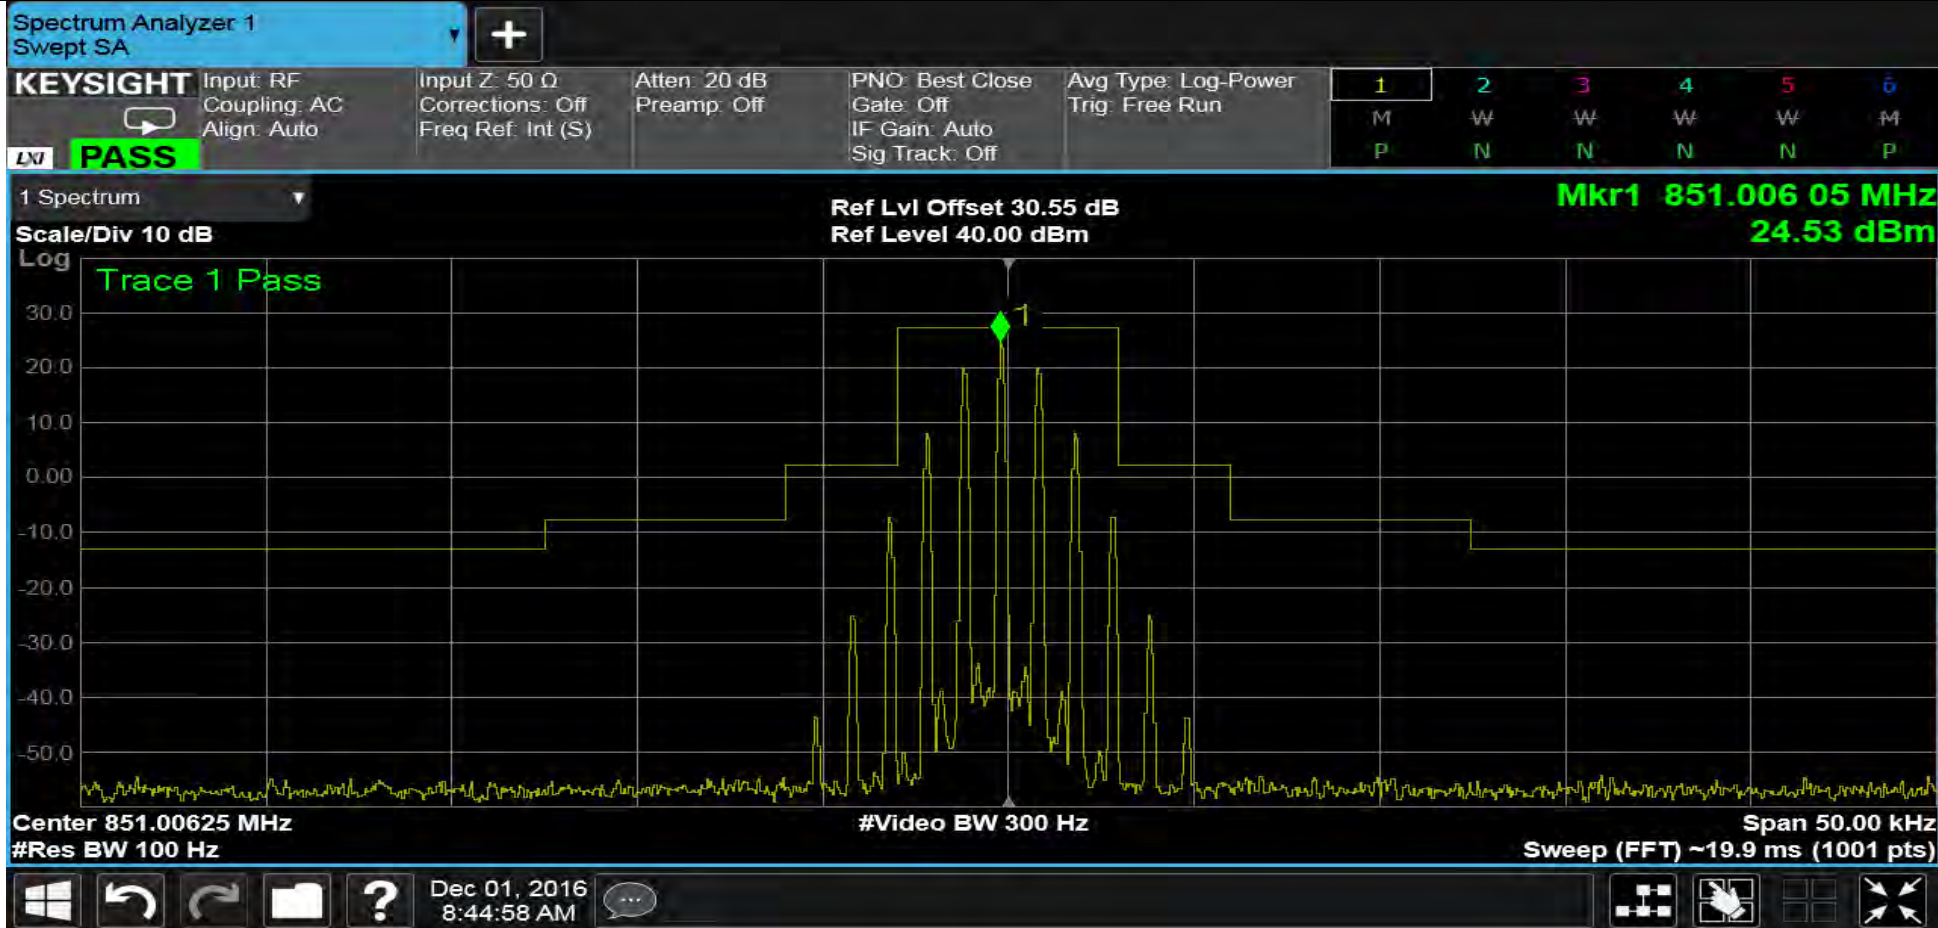 Spectrum Analyzer 1
Swept SA
KEYSIGHT
LXI
PASS
Input: RF
Coupling: AC
Align: Auto
Input Z: 50 Ω
Corrections: Off
Freq Ref: Int (S)
Atten: 20 dB
Preamp: Off
PNO: Best Close
Gate: Off
IF Gain: Auto
Sig Track: Off
Avg Type: Log-Power
Trig: Free Run
1 2 3 4 5 6
M W W W W M
P N N N N P
1 Spectrum
Scale/Div 10 dB
Log
Ref Lvl Offset 30.55 dB
Ref Level 40.00 dBm
Mkr1 851.006 05 MHz
24.53 dBm
Trace 1 Pass
1
30.0
20.0
10.0
0.00
-10.0
-20.0
-30.0
-40.0
-50.0
Center 851.00625 MHz
#Res BW 100 Hz
#Video BW 300 Hz
Span 50.00 kHz
Sweep (FFT) ~19.9 ms (1001 pts)
?
Dec 01, 2016
8:44:58 AM